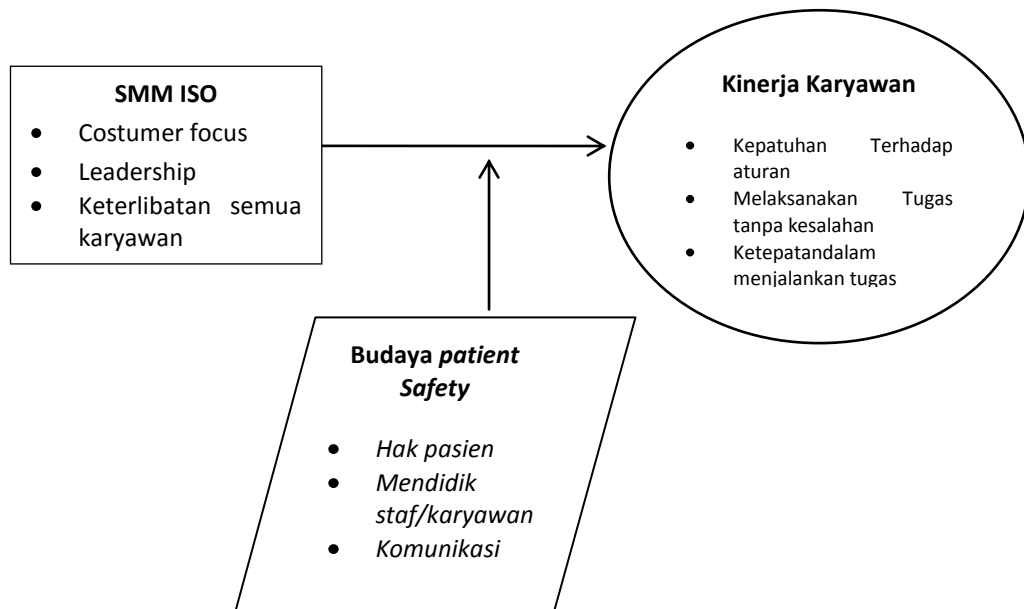 SMM ISO
• Costumer focus
• Leadership
• Keterlibatan semua
karyawan
Kinerja Karyawan
• Kepatuhan Terhadap
aturan
• Melaksanakan Tugas
tanpa kesalahan
• Ketepatandalam
menjalankan tugas
Budaya patient
Safety
• Hak pasien
• Mendidik
staf/karyawan
• Komunikasi